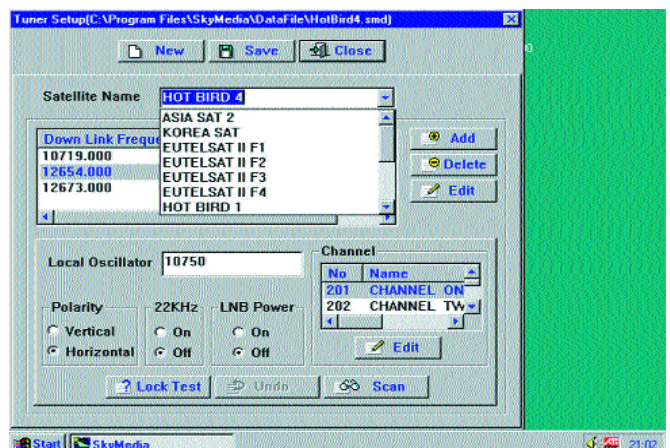 Tuner Setup(C:\Program Files\SkyMedia\DataFile\HotBird4.smd)
New Save Close
Satellite Name HOT BIRD 4
ASIA SAT 2
KOREA SAT
EUTELSAT II F1
EUTELSAT II F2
EUTELSAT II F3
EUTELSAT II F4
HOT BIRD 1
Down Link Freque
10719.000
12654.000
12673.000
Add
Delete
Edit
Local Oscillator 10750
Channel
No Name
201 CHANNEL ON
202 CHANNEL TW
Edit
Polarity
Vertical
Horizontal
22KHz
On
Off
LNB Power
On
Off
Lock Test Undo Scan
Start SkyMedia 21:02